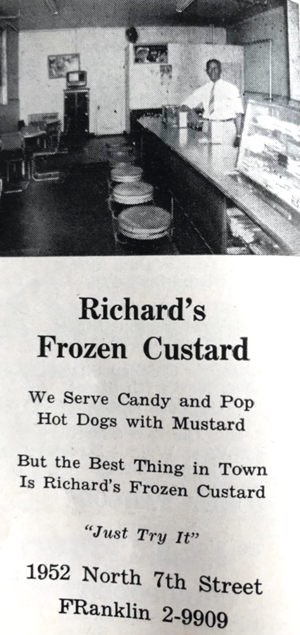 Richard's
Frozen Custard
We Serve Candy and Pop
Hot Dogs with Mustard
But the Best Thing in Town
Is Richard's Frozen Custard
"Just Try It"
1952 North 7th Street
FRanklin 2-9909